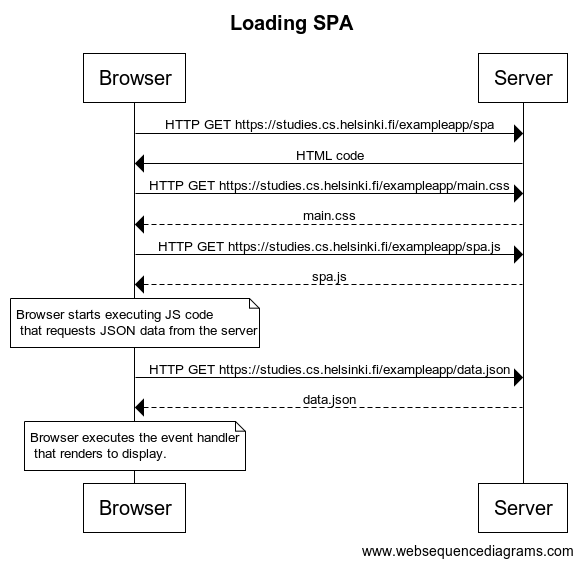 Loading SPA
Browser
Server
HTTP GET https://studies.cs.helsinki.fi/exampleapp/spa
HTML code
HTTP GET https://studies.cs.helsinki.fi/exampleapp/main.css
main.css
HTTP GET https://studies.cs.helsinki.fi/exampleapp/spa.js
spa.js
Browser starts executing JS code
that requests JSON data from the server
HTTP GET https://studies.cs.helsinki.fi/exampleapp/data.json
data.json
Browser executes the event handler
that renders to display.
Browser
Server
www.websequencediagrams.com